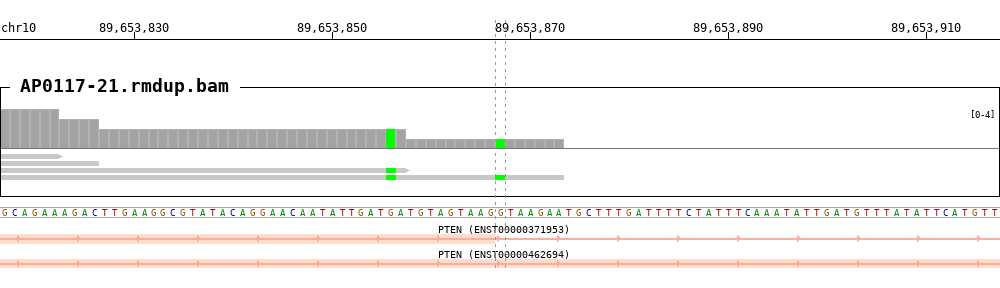 chr10 89,653,830 89,653,850 89,653,870 89,653,890 89,653,910
AP0117-21.rmdup.bam
[0-4]
G C A G A A A G A C T T G A A G G C G T A T A C A G G A A C A A T A T T G A T G A T G T A G T A A G G T A A G A A T G C T T T G A T T T T C T A T T T C A A A T A T T G A T G T T T A T A T T C A T G T T
PTEN (ENST00000371953)
PTEN (ENST00000462694)